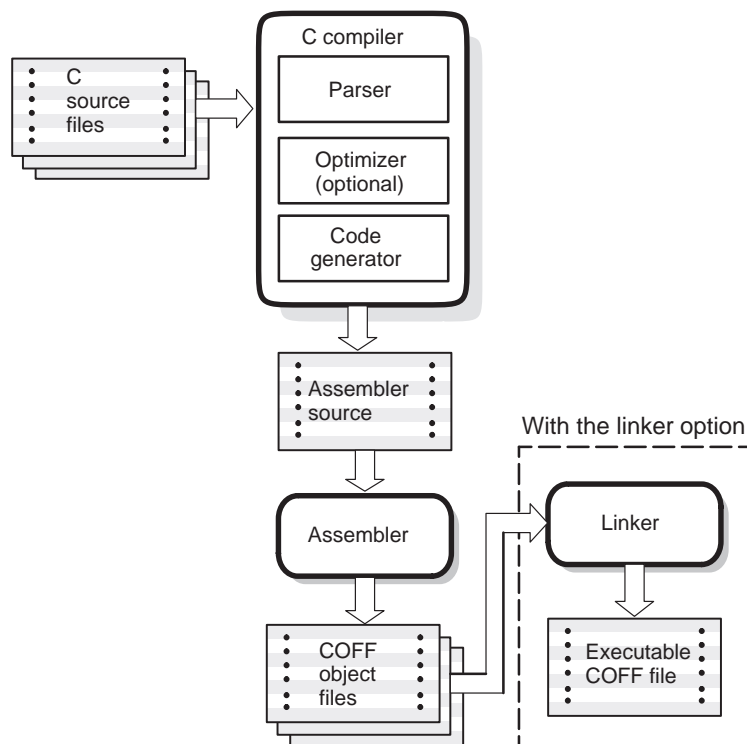 C compiler
C
source
files
Parser
Optimizer
(optional)
Code
generator
Assembler
source
With the linker option
Assembler
Linker
COFF
object
files
Executable
COFF file